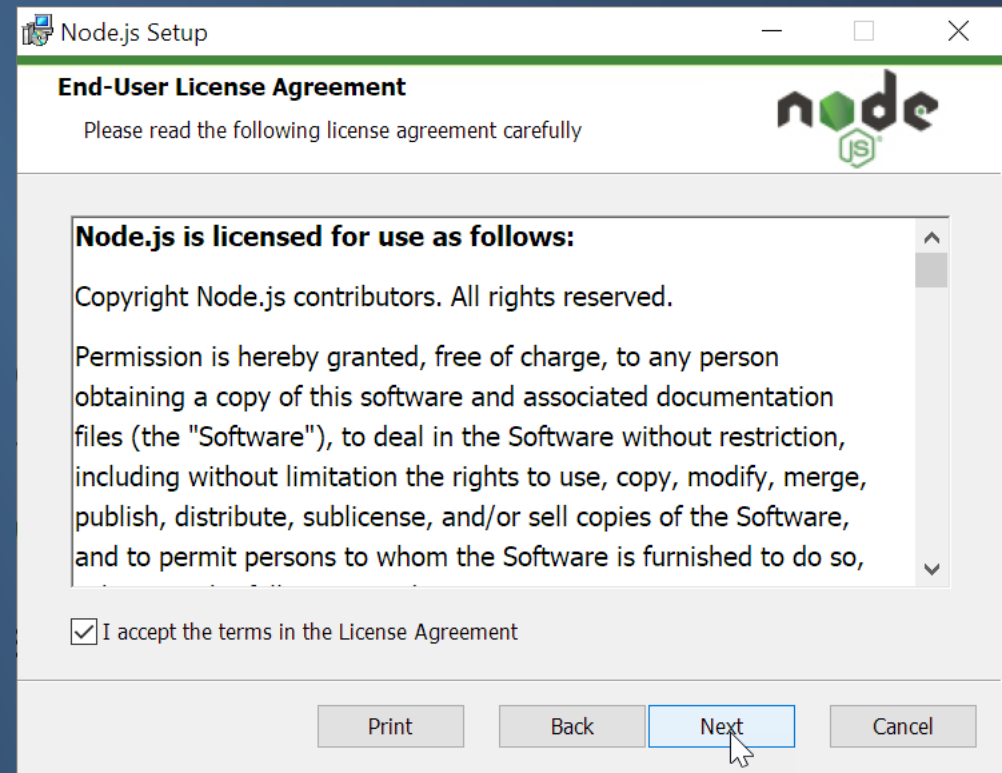 Node.js Setup
End-User License Agreement
Please read the following license agreement carefully
node
JS
Node.js is licensed for use as follows:
Copyright Node.js contributors. All rights reserved.
Permission is hereby granted, free of charge, to any person
obtaining a copy of this software and associated documentation
files (the "Software"), to deal in the Software without restriction,
including without limitation the rights to use, copy, modify, merge,
publish, distribute, sublicense, and/or sell copies of the Software,
and to permit persons to whom the Software is furnished to do so,
I accept the terms in the License Agreement
Print
Back
Next
Cancel